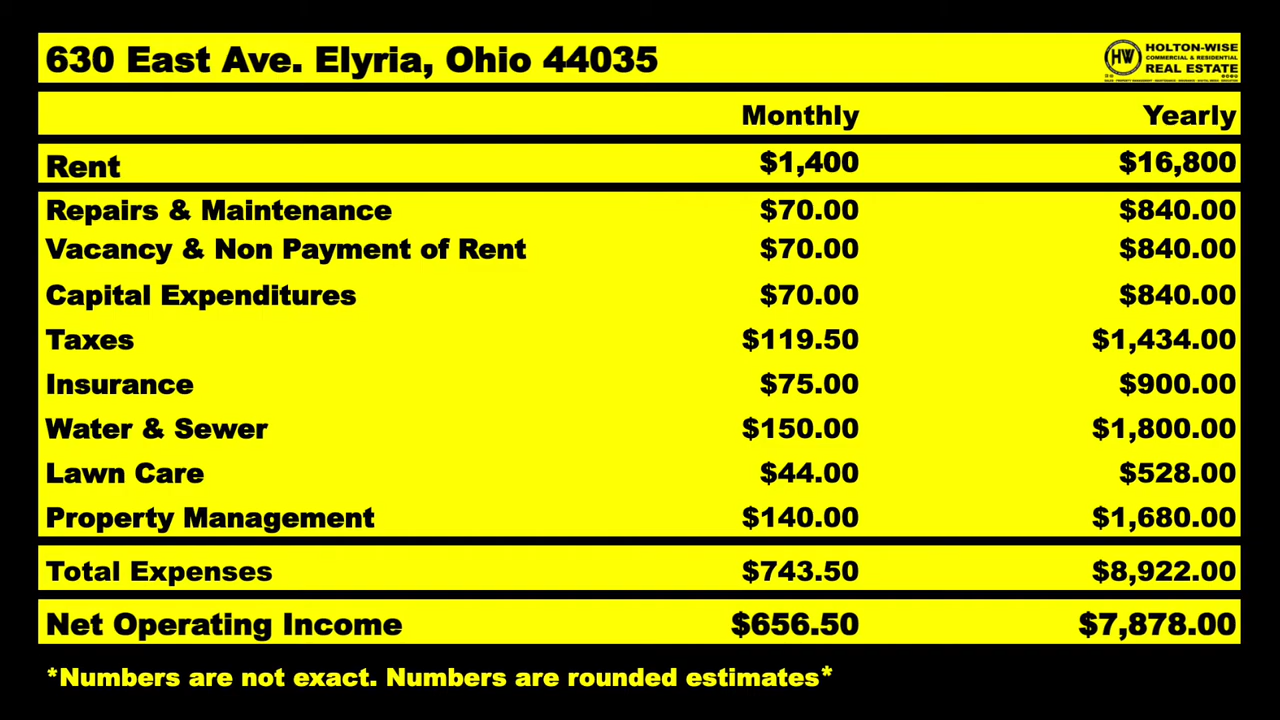 630 East Ave. Elyria, Ohio 44035
HW
HOLTON-WISE
COMMERCIAL & RESIDENTIAL
REAL ESTATE
Monthly Yearly
Rent $1,400 $16,800
Repairs & Maintenance $70.00 $840.00
Vacancy & Non Payment of Rent $70.00 $840.00
Capital Expenditures $70.00 $840.00
Taxes $119.50 $1,434.00
Insurance $75.00 $900.00
Water & Sewer $150.00 $1,800.00
Lawn Care $44.00 $528.00
Property Management $140.00 $1,680.00
Total Expenses $743.50 $8,922.00
Net Operating Income $656.50 $7,878.00
*Numbers are not exact. Numbers are rounded estimates*